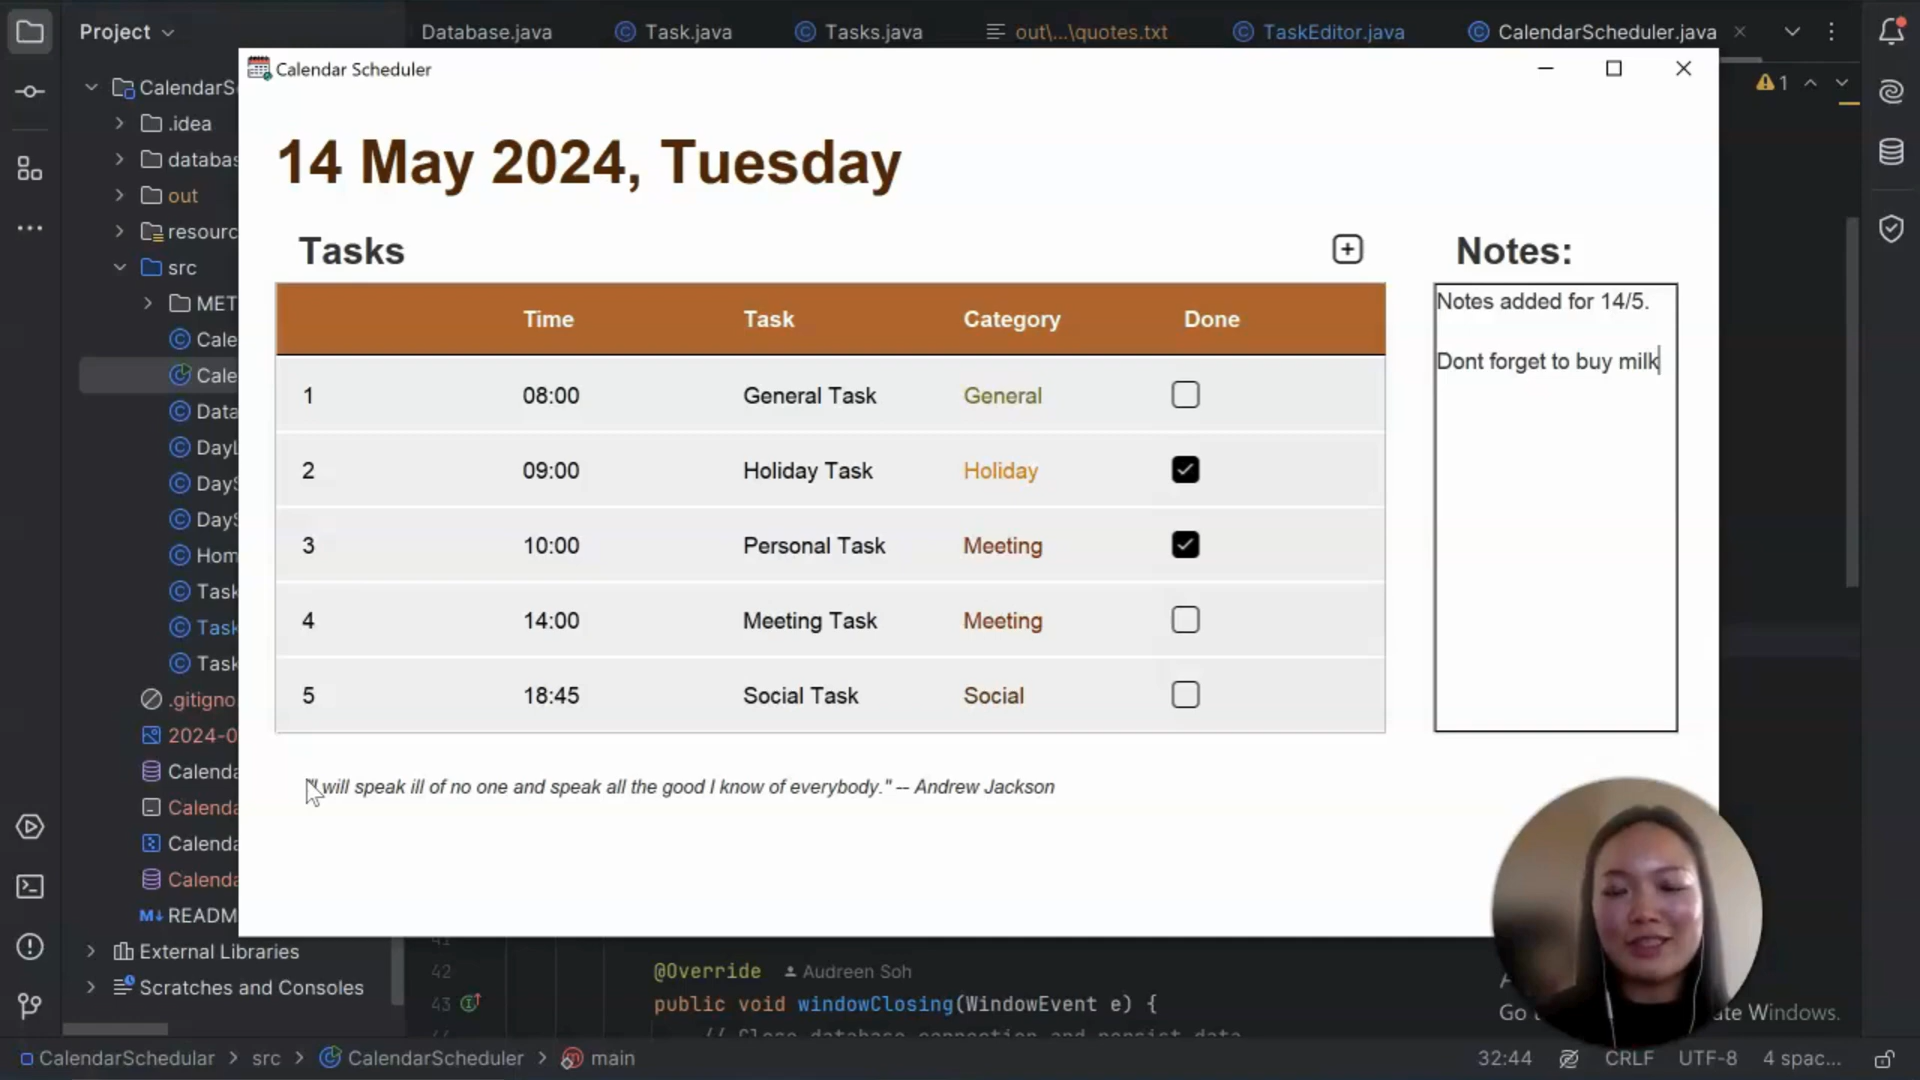 Project
Database.java
Task.java
Tasks.java
out\...\quotes.txt
TaskEditor.java
CalendarScheduler.java
1
CalendarS
.idea
databas
out
resourc
src
MET
Cale
Cale
Data
DayL
DayS
DayS
Hom
Task
Task
Task
.gitigno
2024-0
Calenda
Calenda
Calenda
Calenda
READM
External Libraries
Scratches and Consoles
Calendar Scheduler
14 May 2024, Tuesday
Tasks
Time Task Category Done
1 08:00 General Task General
2 09:00 Holiday Task Holiday
3 10:00 Personal Task Meeting
4 14:00 Meeting Task Meeting
5 18:45 Social Task Social
Notes:
Notes added for 14/5.
Dont forget to buy milk
"I will speak ill of no one and speak all the good I know of everybody." -- Andrew Jackson
42 @Override Audreen Soh
43 public void windowClosing(WindowEvent e) {
Windows.
CalendarSchedular > src > CalendarScheduler > main
32:44 CRLF UTF-8 4 spac...